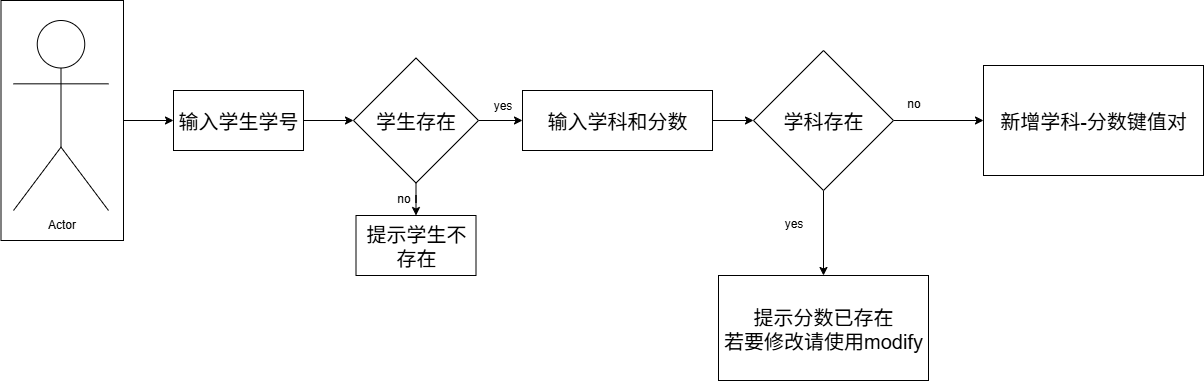 Actor
输入学生学号
学生存在
yes
no
提示学生不
存在
输入学科和分数
学科存在
no
新增学科-分数键值对
yes
提示分数已存在
若要修改请使用modify